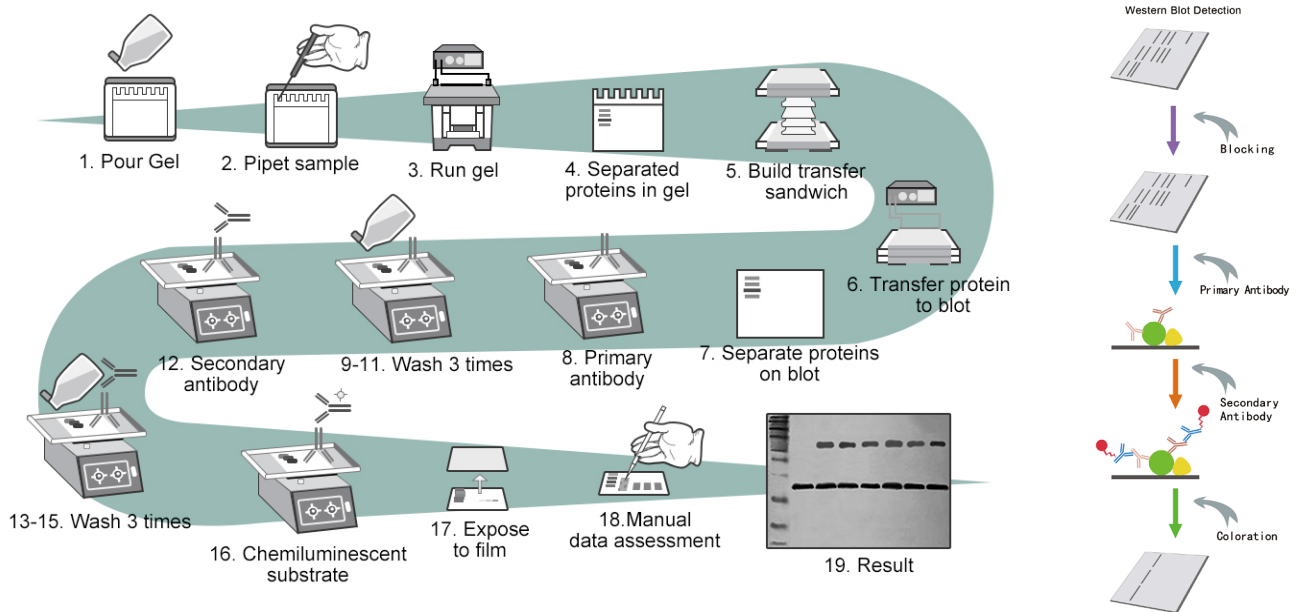 1. Pour Gel
2. Pipet sample
3. Run gel
4. Separated
proteins in gel
5. Build transfer
sandwich
6. Transfer protein
to blot
7. Separate proteins
on blot
8. Primary
antibody
9-11. Wash 3 times
12. Secondary
antibody
13-15. Wash 3 times
16. Chemiluminescent
substrate
17. Expose
to film
18.Manual
data assessment
19. Result
Western Blot Detection
Blocking
Primary Antibody
Secondary
Antibody
Coloration